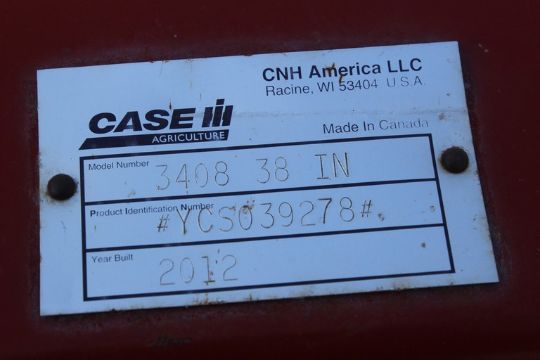 CNH America LLC
Racine, WI 53404 U.S.A.
CASE IH
AGRICULTURE
Made In Canada
Model Number 3408 38 IN
Product Identification Number #YCS039278#
Year Built 2012